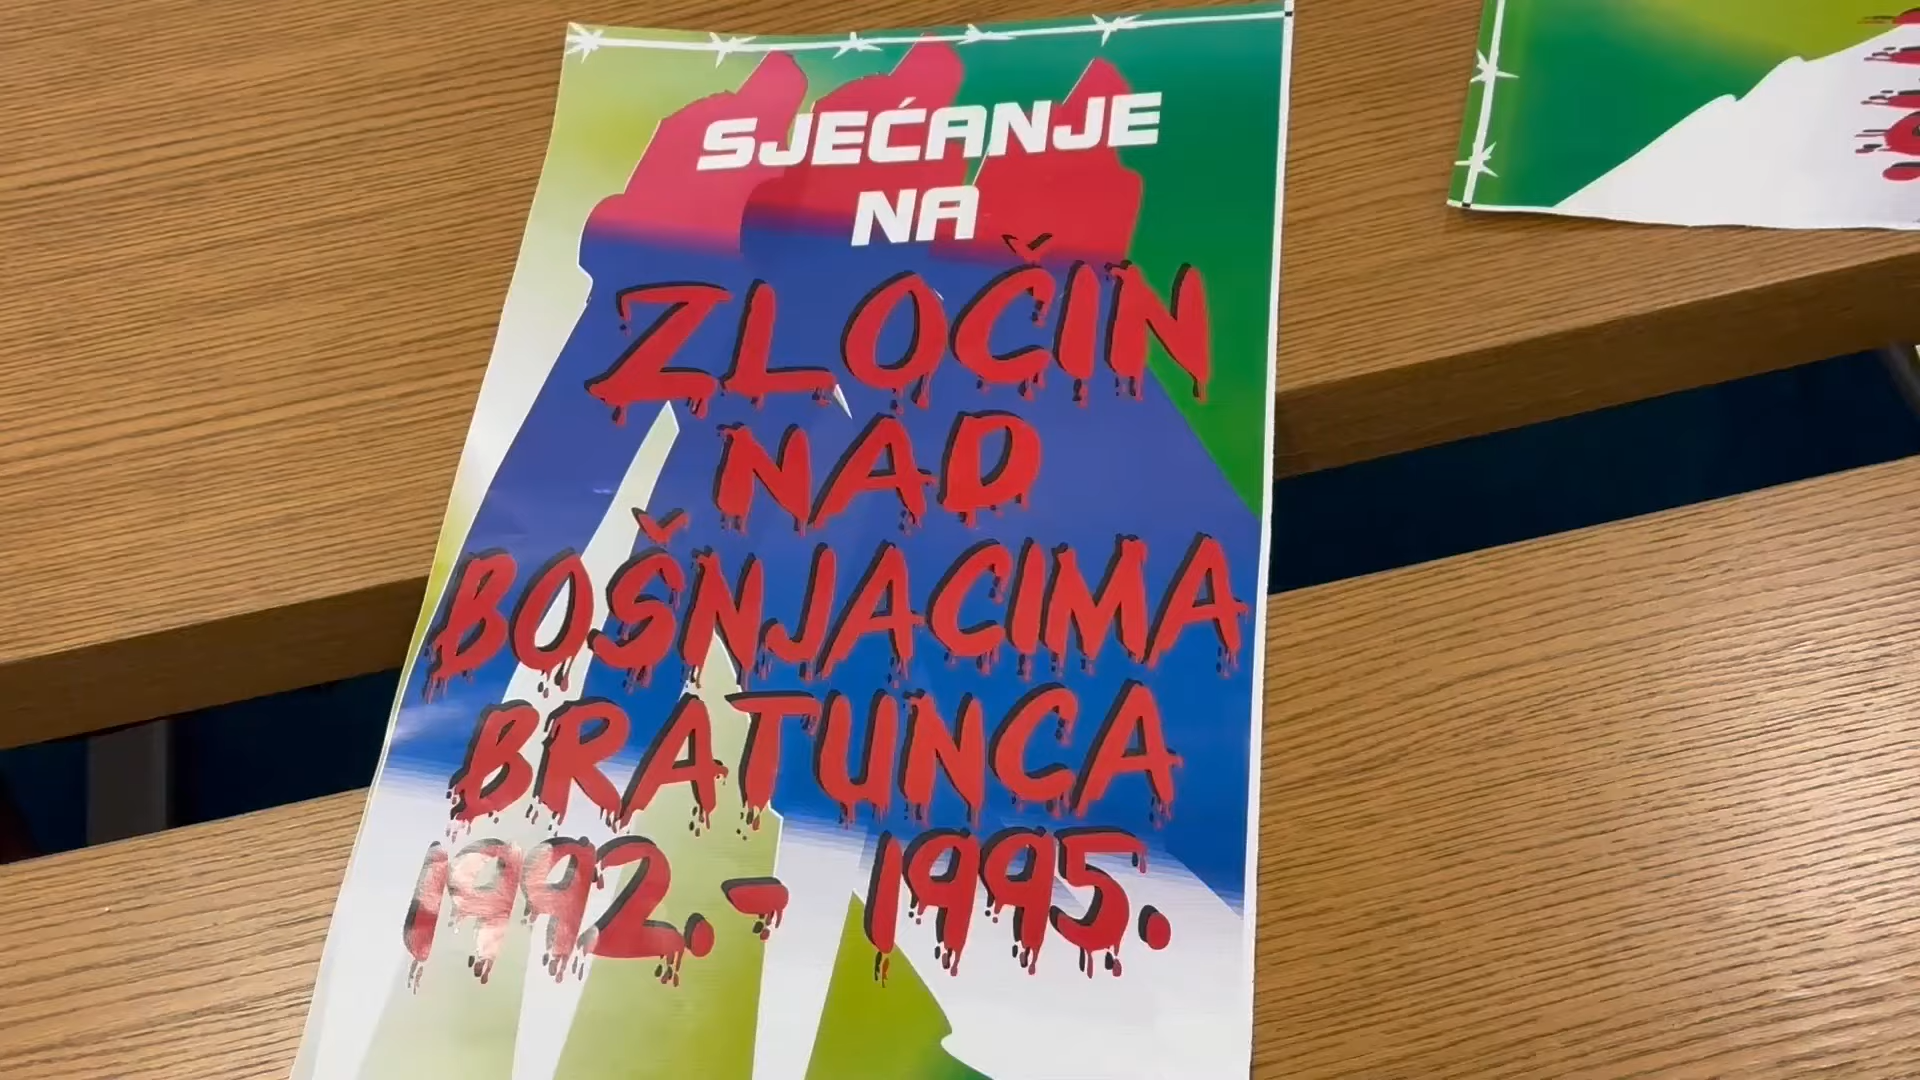 SJEĆANJE
NA
ZLOČIN
NAD
BOŠNJACIMA
BRATUNCA
1992.- 1995.